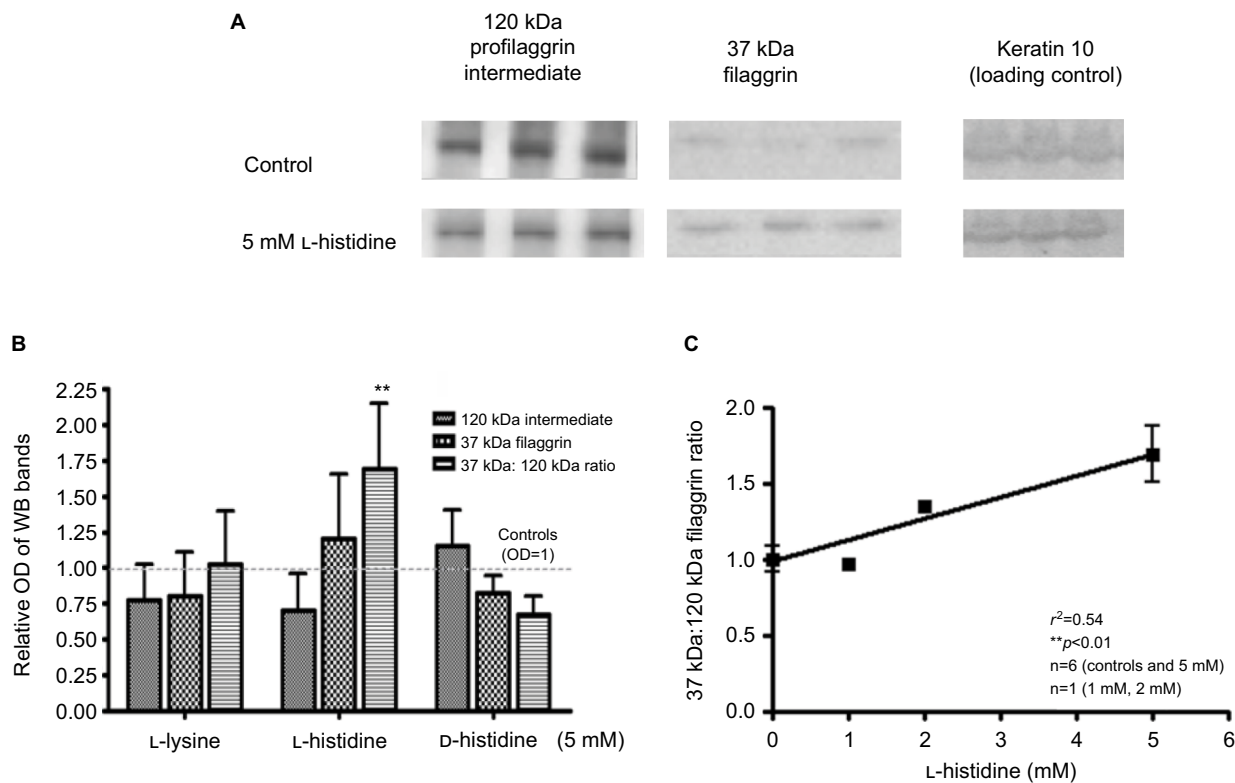 A
120 kDa
profilaggrin
intermediate
37 kDa
filaggrin
Keratin 10
(loading control)
Control
5 mM ʟ-histidine
B
Relative OD of WB bands
2.25
2.00
1.75
1.50
1.25
1.00
0.75
0.50
0.25
0.00
**
120 kDa intermediate
37 kDa filaggrin
37 kDa: 120 kDa ratio
Controls
(OD=1)
ʟ-lysine
ʟ-histidine
ᴅ-histidine
(5 mM)
C
37 kDa:120 kDa filaggrin ratio
2.0
1.5
1.0
0.5
0.0
r²=0.54
**p<0.01
n=6 (controls and 5 mM)
n=1 (1 mM, 2 mM)
0 1 2 3 4 5 6
ʟ-histidine (mM)